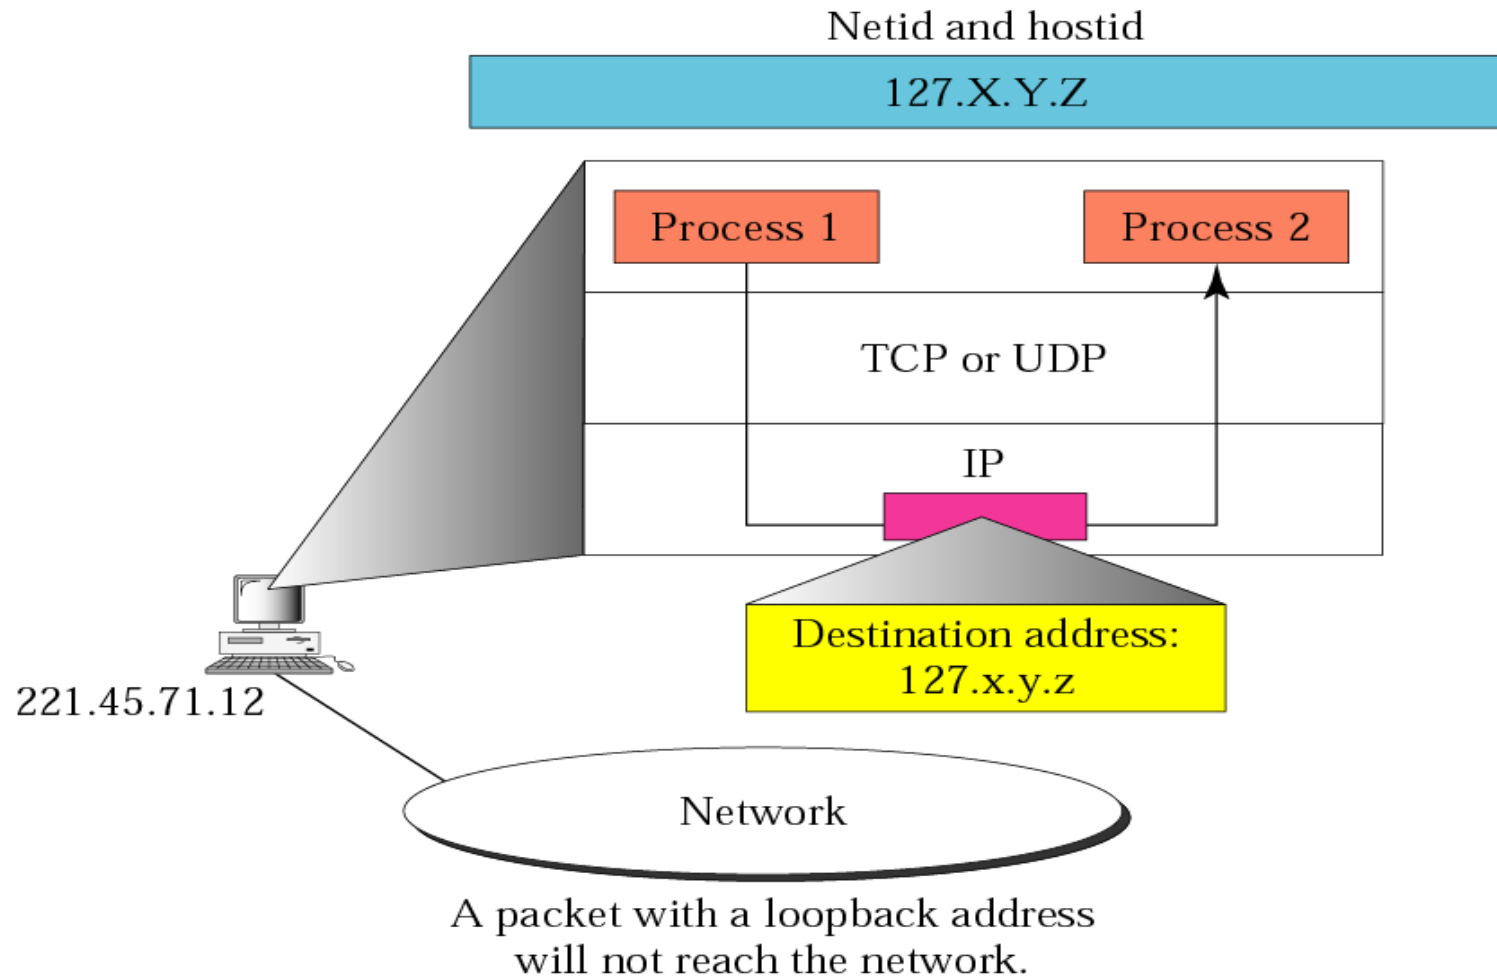 Netid and hostid
127.X.Y.Z
Process 1
Process 2
TCP or UDP
IP
Destination address:
127.x.y.z
221.45.71.12
Network
A packet with a loopback address
will not reach the network.